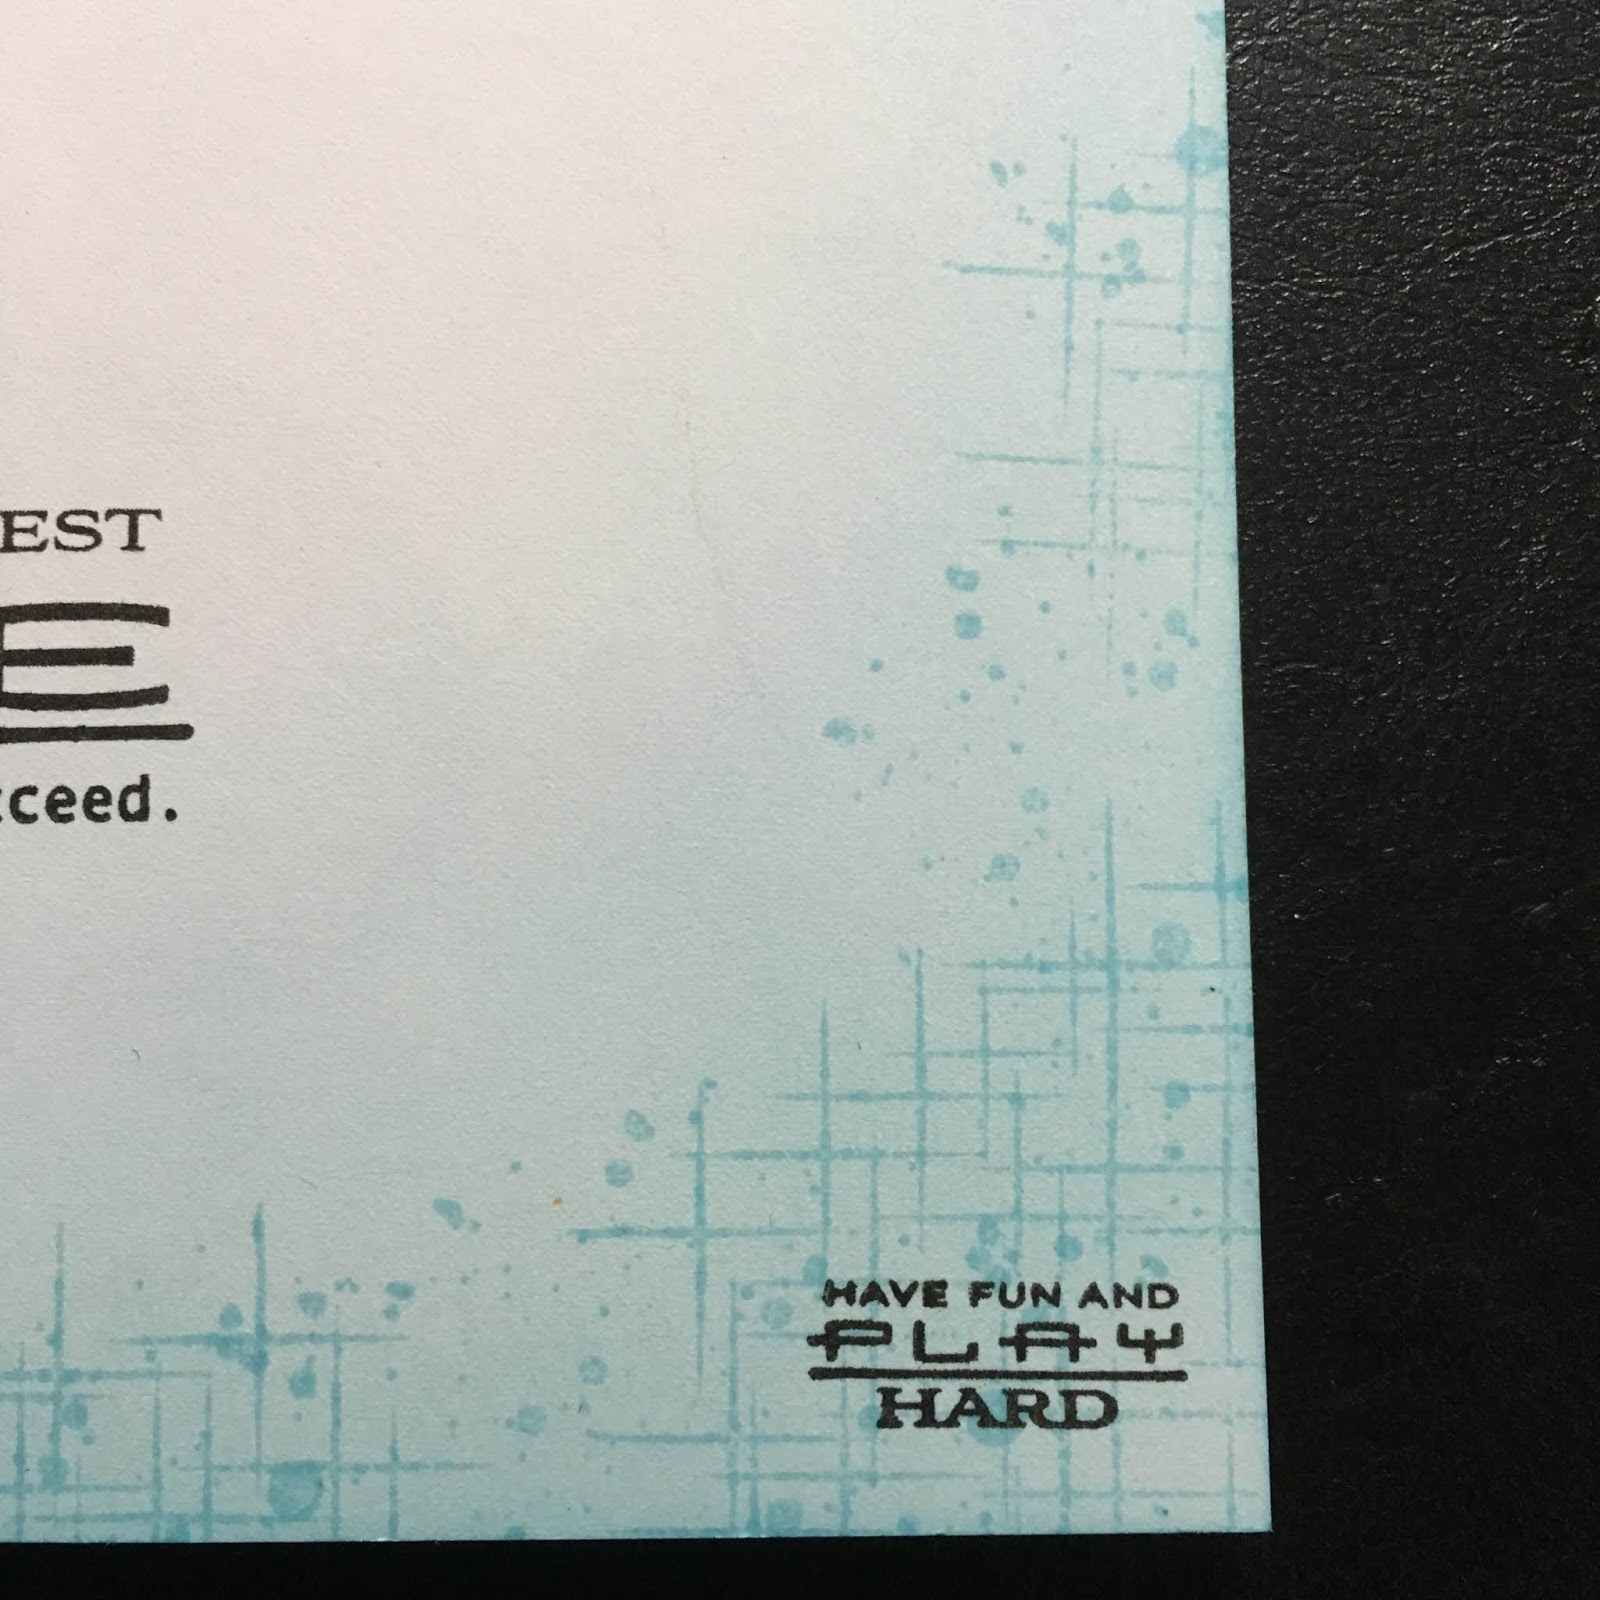 EST
E
ceed.
HAVE FUN AND
PLAY
HARD